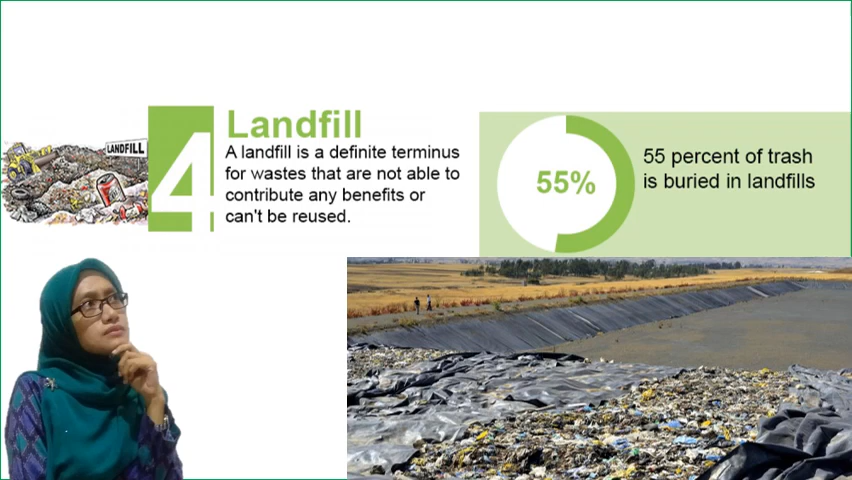 LANDFILL
4
Landfill
A landfill is a definite terminus
for wastes that are not able to
contribute any benefits or
can't be reused.
55%
55 percent of trash
is buried in landfills